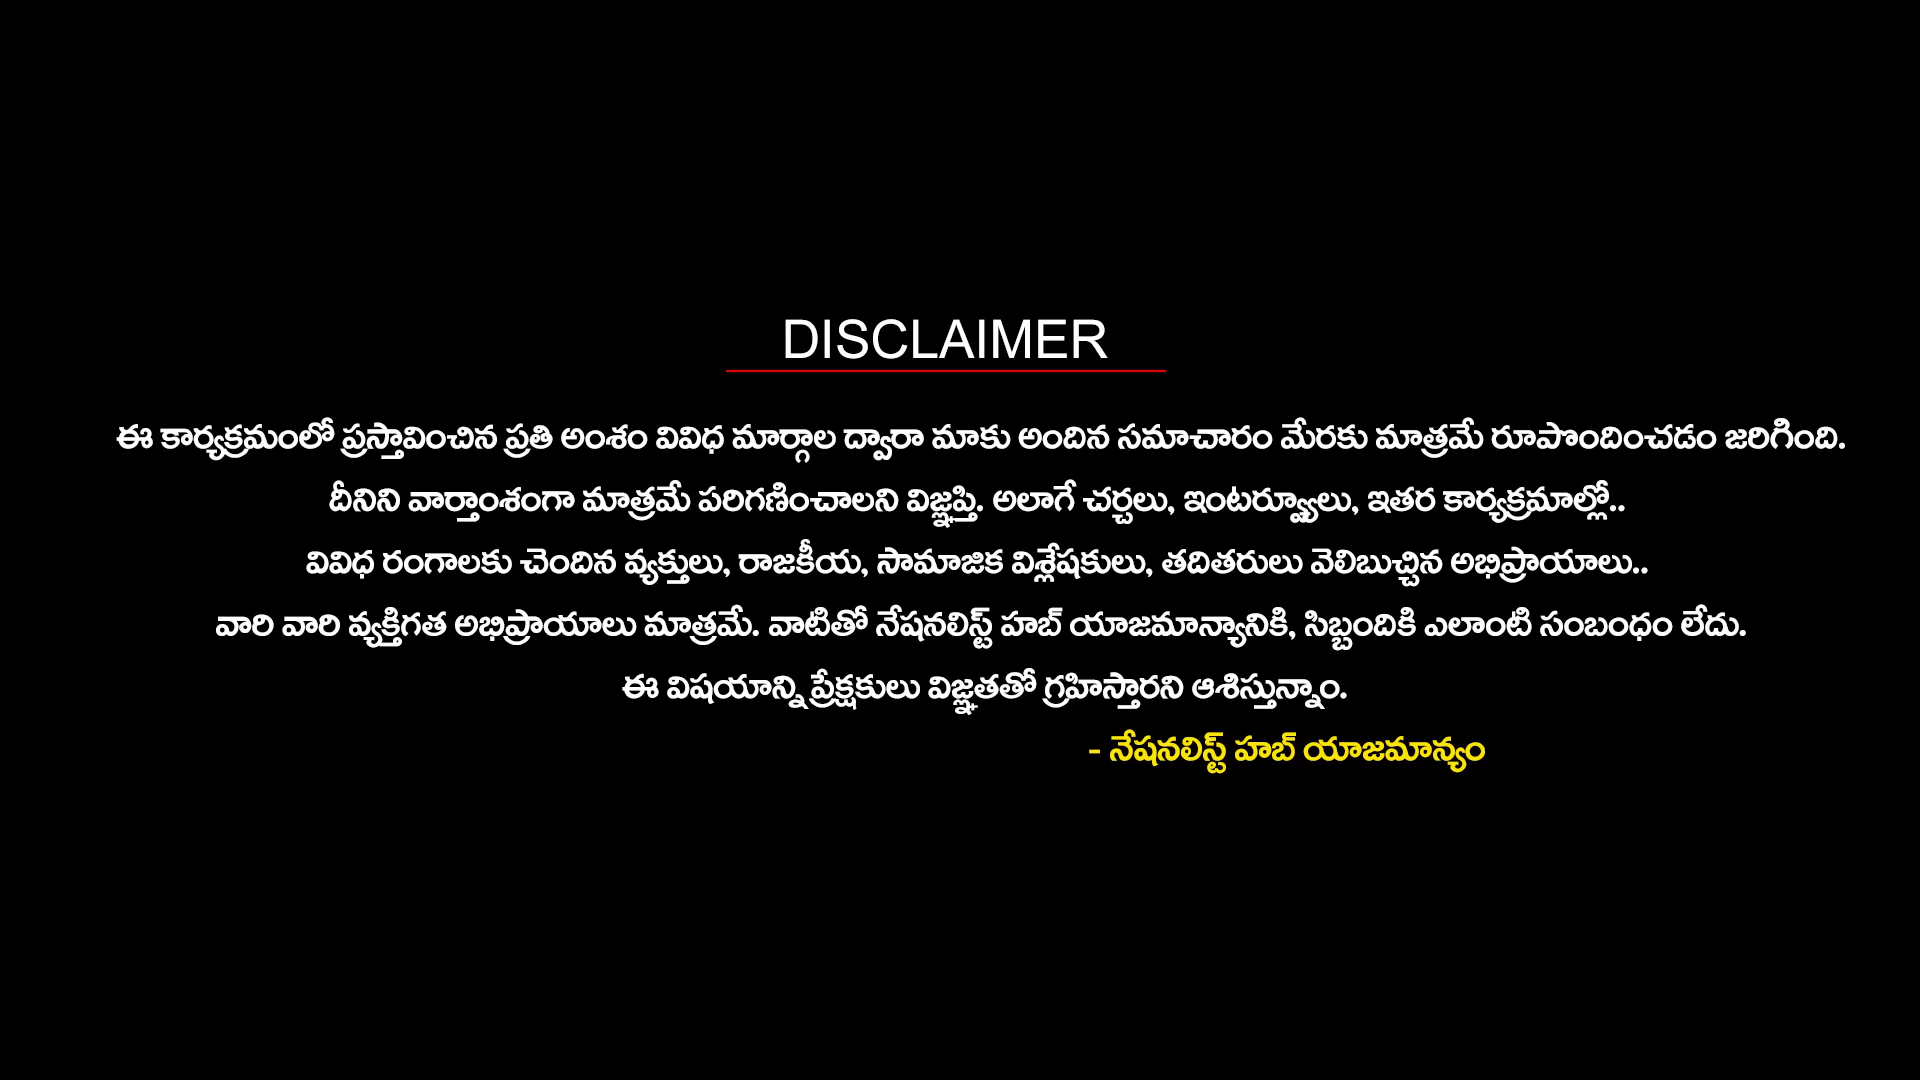 DISCLAIMER
ఈ కార్యక్రమంలో ప్రస్తావించిన ప్రతి అంశం వివిధ మార్గాల ద్వారా మాకు అందిన సమాచారం మేరకు మాత్రమే రూపొందించడం జరిగింది.
దీనిని వార్తాంశంగా మాత్రమే పరిగణించాలని విజ్ఞప్తి. అలాగే చర్చలు, ఇంటర్వ్యూలు, ఇతర కార్యక్రమాల్లో..
వివిధ రంగాలకు చెందిన వ్యక్తులు, రాజకీయ, సామాజిక విశ్లేషకులు, తదితరులు వెలిబుచ్చిన అభిప్రాయాలు..
వారి వారి వ్యక్తిగత అభిప్రాయాలు మాత్రమే. వాటితో నేషనలిస్ట్ హబ్ యాజమాన్యానికి, సిబ్బందికి ఎలాంటి సంబంధం లేదు.
ఈ విషయాన్ని ప్రేక్షకులు విజ్ఞతతో గ్రహిస్తారని ఆశిస్తున్నాం.
- నేషనలిస్ట్ హబ్ యాజమాన్యం